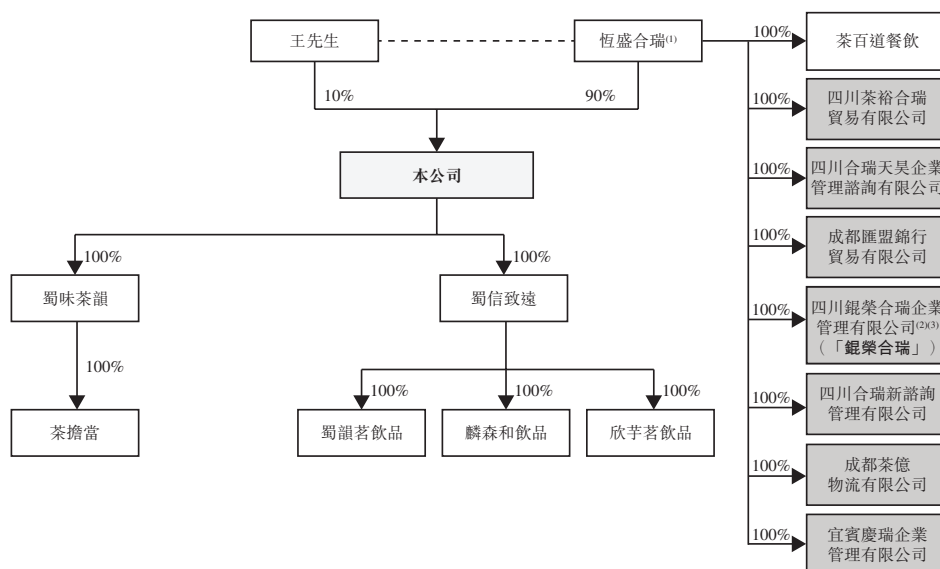 王先生
恆盛合瑞(1)
100%
茶百道餐飲
10%
90%
100%
四川茶裕合瑞
貿易有限公司
本公司
100%
四川合瑞天昊企業
管理諮詢有限公司
100%
成都匯盟錦行
貿易有限公司
100%
100%
蜀味茶韻
蜀信致遠
100%
四川錕榮合瑞企業
管理有限公司(2)(3)
(「錕榮合瑞」)
100%
100%
100%
100%
100%
四川合瑞新諮詢
管理有限公司
茶擔當
蜀韻茗飲品
麟森和飲品
欣芋茗飲品
100%
成都茶億
物流有限公司
100%
宜賓慶瑞企業
管理有限公司